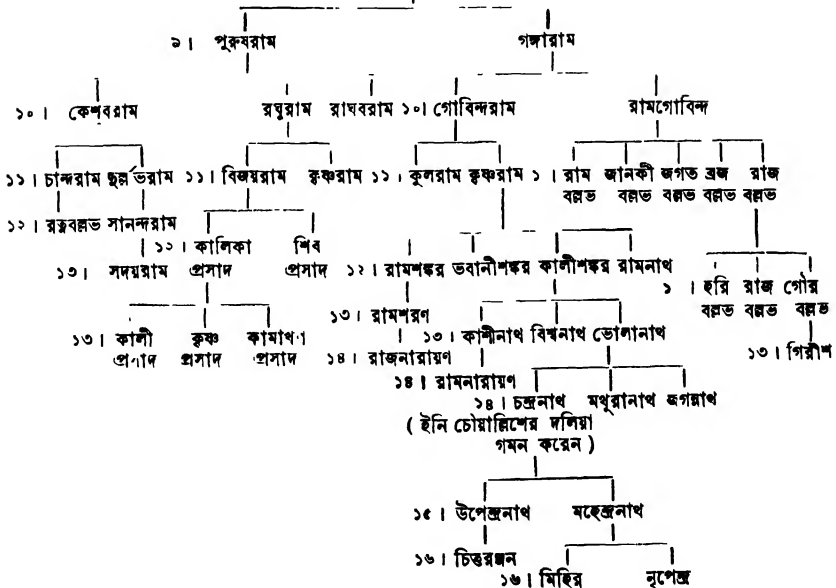 ৯। পুরুষরাম গঙ্গারাম
১০। কেশবরাম রঘুরাম রাঘবরাম ১০। গোবিন্দরাম রামগোবিন্দ
১১। চান্দরাম দুর্ল্লভরাম ১১। বিজয়রাম কৃষ্ণরাম ১১। কুলরাম কৃষ্ণরাম ১। রাম জানকী জগত ব্রজ রাজ
বল্লভ বল্লভ বল্লভ বল্লভ বল্লভ
১২। রত্নবল্লভ সানন্দরাম
১২। কালিকা শিব
১৩। সদয়রাম প্রসাদ প্রসাদ ১২। রামশঙ্কর ভবানীশঙ্কর কালীশঙ্কর রামনাথ
১। হরি রাজ গৌর
বল্লভ বল্লভ বল্লভ
১৩। রামশরণ
১৩। কালী কৃষ্ণ কামাখ্যা ১৩। কাশীনাথ বিশ্বনাথ ভোলানাথ
প্রসাদ প্রসাদ প্রসাদ ১৪। রাজনারায়ণ ১৩। গিরীশ
১৪। রামনারায়ণ
১৪। চন্দ্রনাথ মথুরানাথ জগন্নাথ
( ইনি চোয়াল্লিশের দলিয়া
গমন করেন )
১৫। উপেন্দ্রনাথ মহেন্দ্রনাথ
১৬। চিত্তরঞ্জন
১৬। মিহির নৃপেন্দ্র